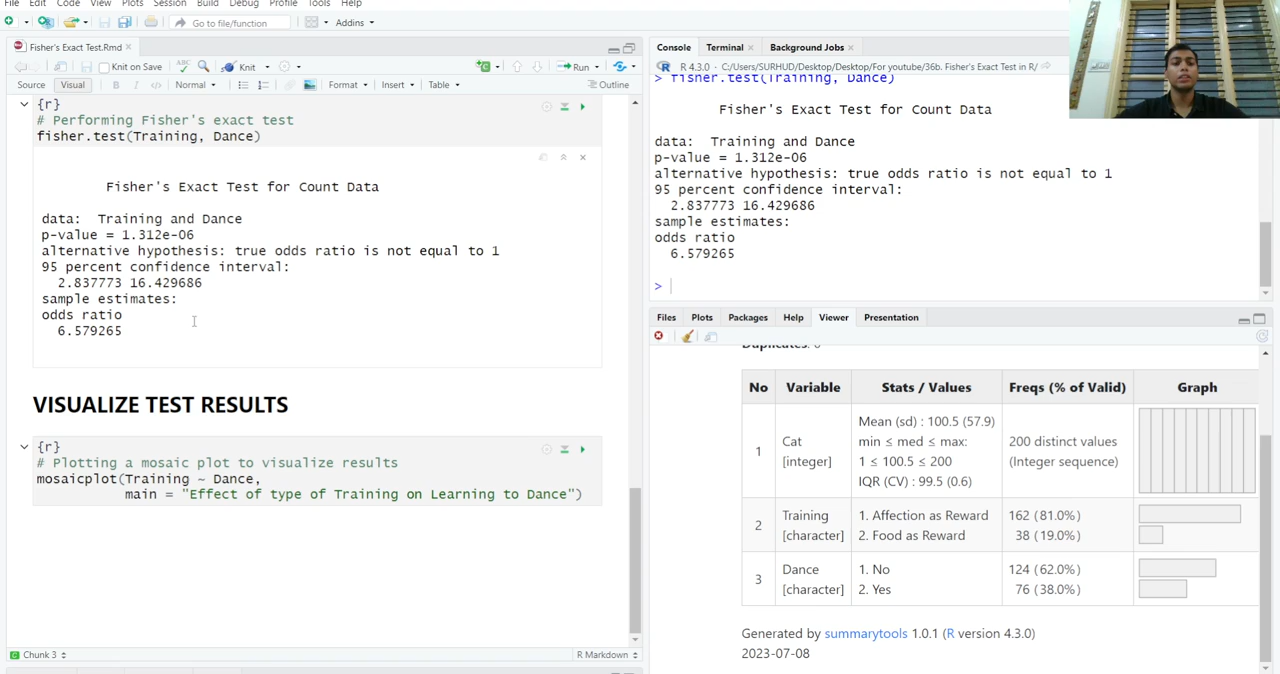 File Edit Code View Plots Session Build Debug Profile Tools Help
Go to file/function
Addins
Fisher's Exact Test.Rmd
Knit on Save
Knit
Run
Source Visual
B I
Normal
Format
Insert
Table
Outline
{r}
# Performing Fisher's exact test
fisher.test(Training, Dance)
Fisher's Exact Test for Count Data
data: Training and Dance
p-value = 1.312e-06
alternative hypothesis: true odds ratio is not equal to 1
95 percent confidence interval:
2.837773 16.429686
sample estimates:
odds ratio
6.579265
VISUALIZE TEST RESULTS
{r}
# Plotting a mosaic plot to visualize results
mosaicplot(Training ~ Dance,
main = "Effect of type of Training on Learning to Dance")
Chunk 3
R Markdown
Console Terminal Background Jobs
R 4.3.0 · C:/Users/SURHUD/Desktop/Desktop/For youtube/36b. Fisher's Exact Test in R/
> fisher.test(Training, Dance)
Fisher's Exact Test for Count Data
data: Training and Dance
p-value = 1.312e-06
alternative hypothesis: true odds ratio is not equal to 1
95 percent confidence interval:
2.837773 16.429686
sample estimates:
odds ratio
6.579265
>
Files Plots Packages Help Viewer Presentation
Duplicates: 0
No Variable Stats / Values Freqs (% of Valid) Graph
1
Cat
[integer]
Mean (sd) : 100.5 (57.9)
min ≤ med ≤ max:
1 ≤ 100.5 ≤ 200
IQR (CV) : 99.5 (0.6)
200 distinct values
(Integer sequence)
2
Training
[character]
1. Affection as Reward
2. Food as Reward
162 (81.0%)
38 (19.0%)
3
Dance
[character]
1. No
2. Yes
124 (62.0%)
76 (38.0%)
Generated by summarytools 1.0.1 (R version 4.3.0)
2023-07-08